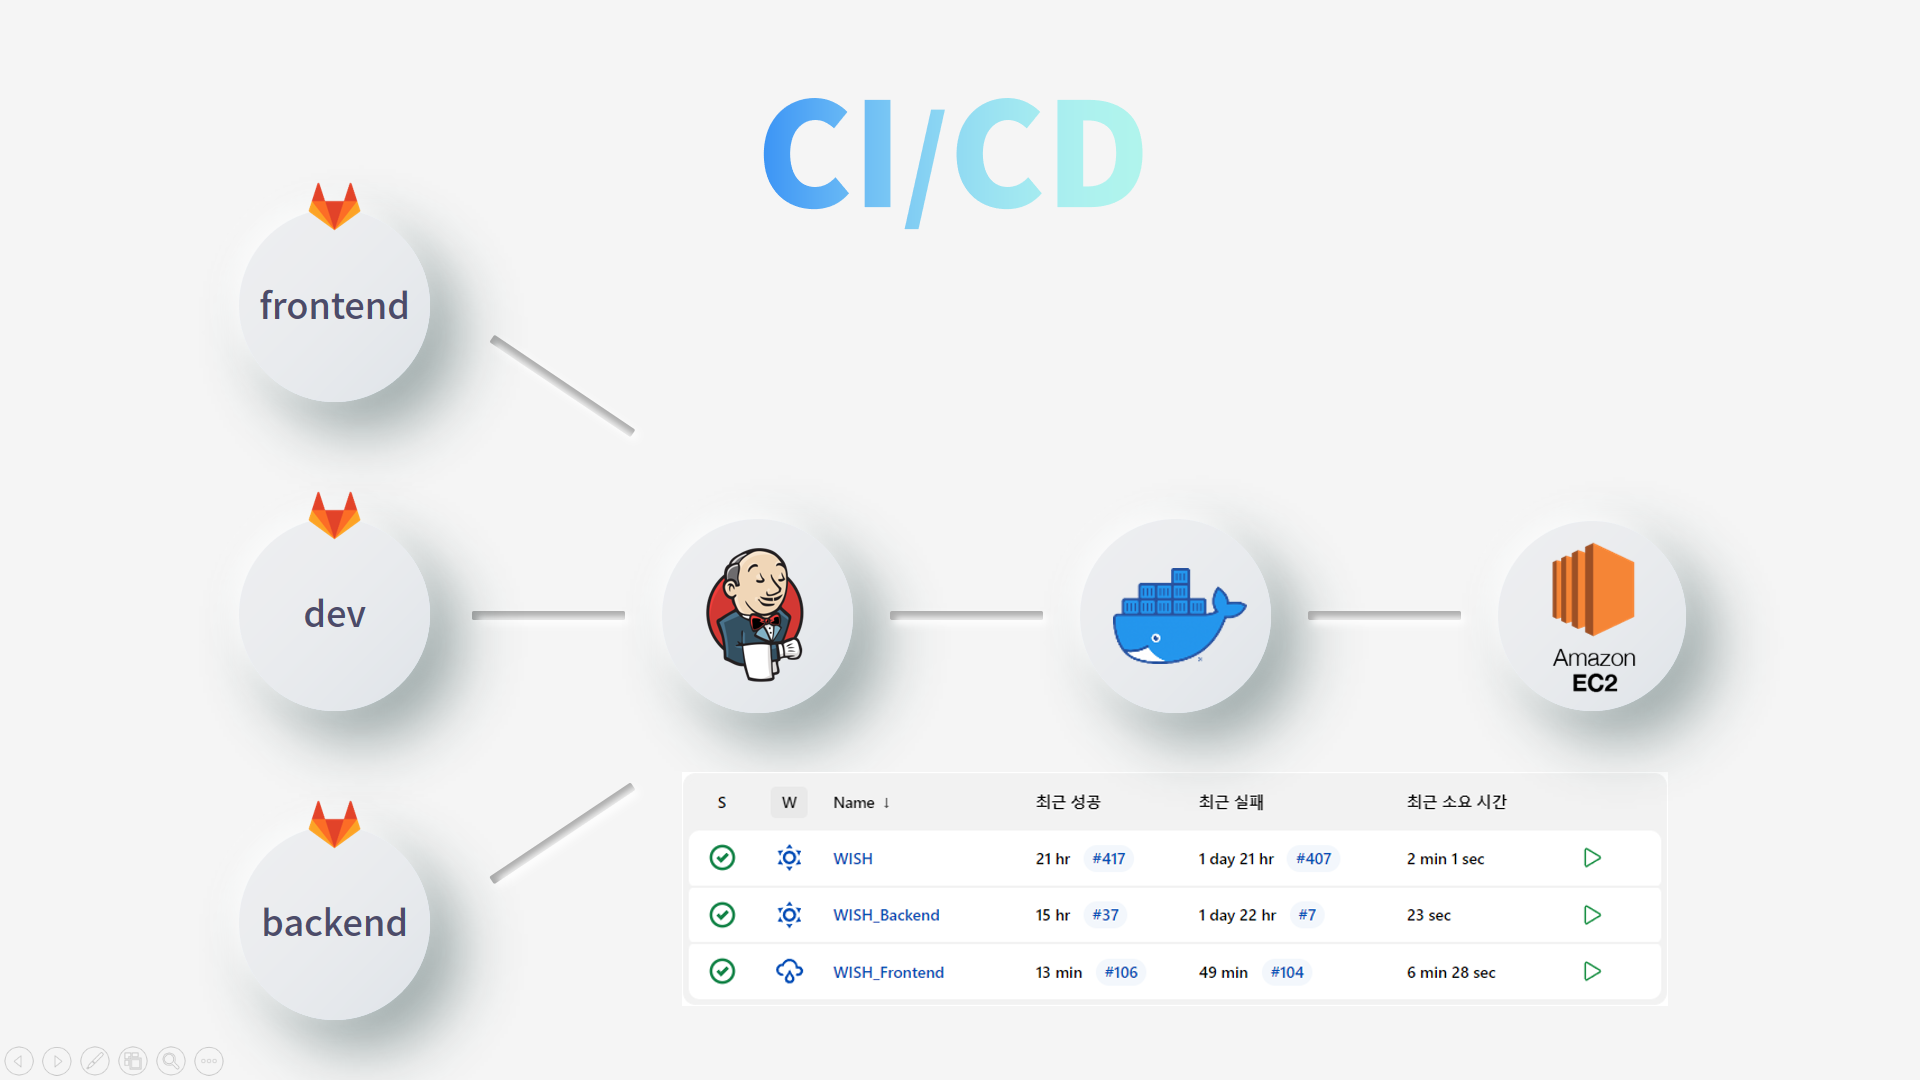 CI/CD
frontend
dev
backend
Amazon
EC2
S W Name ↓ 최근 성공 최근 실패 최근 소요 시간
WISH 21 hr #417 1 day 21 hr #407 2 min 1 sec
WISH_Backend 15 hr #37 1 day 22 hr #7 23 sec
WISH_Frontend 13 min #106 49 min #104 6 min 28 sec